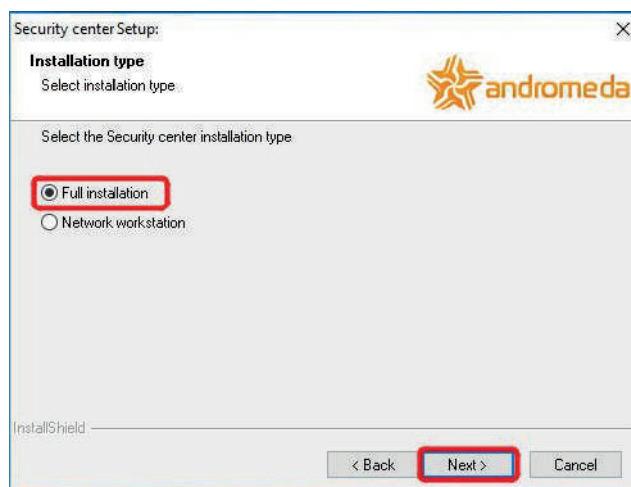 Security center Setup:
Installation type
Select instalation type
andromeda
Select the Security center installation type
Full installation
Network workstation
InstallShield
< Back
Next >
Cancel